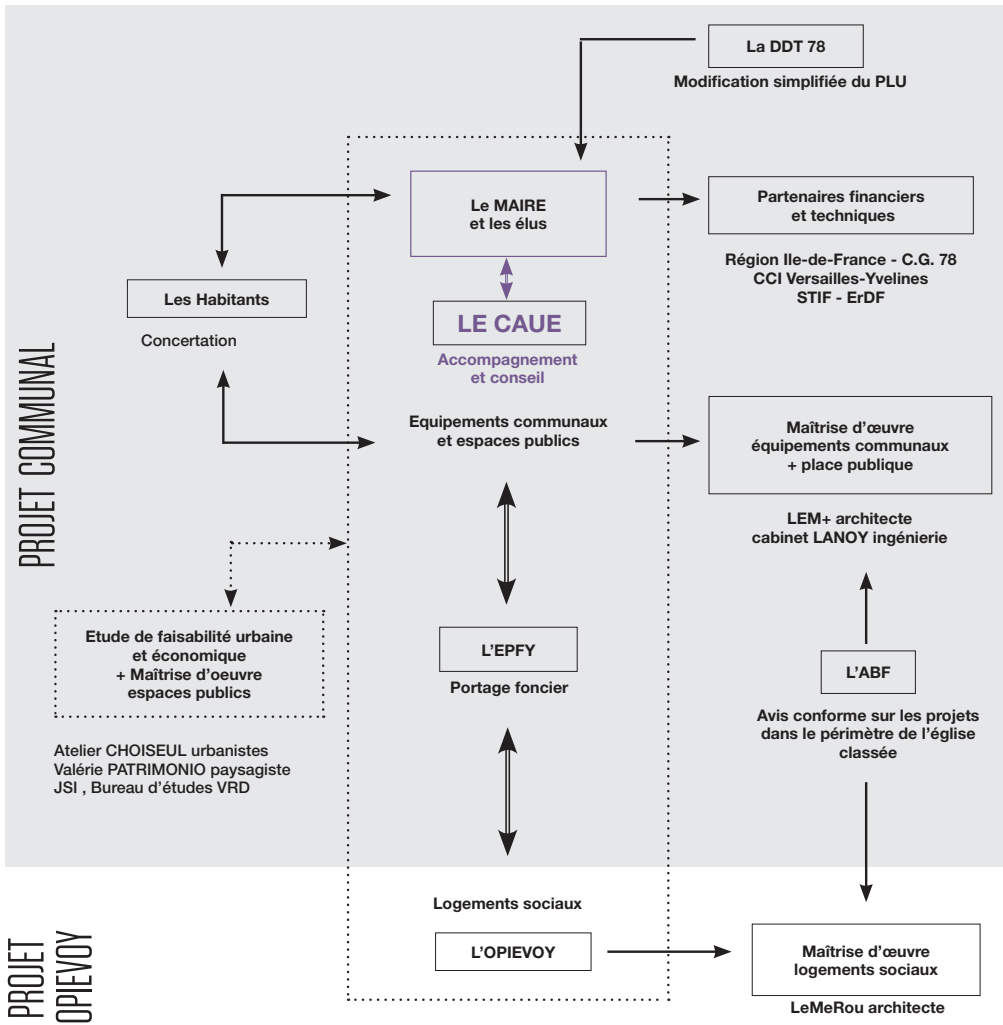 La DDT 78
Modification simplifiée du PLU
Le MAIRE
et les élus
Partenaires financiers
et techniques
Région Ile-de-France - C.G. 78
CCI Versailles-Yvelines
STIF - ErDF
Les Habitants
Concertation
LE CAUE
Accompagnement
et conseil
PROJET COMMUNAL
Equipements communaux
et espaces publics
Maîtrise d’œuvre
équipements communaux
+ place publique
LEM+ architecte
cabinet LANOY ingénierie
Etude de faisabilité urbaine
et économique
+ Maîtrise d'oeuvre
espaces publics
Atelier CHOISEUL urbanistes
Valérie PATRIMONIO paysagiste
JSI , Bureau d’études VRD
L’EPFY
Portage foncier
L’ABF
Avis conforme sur les projets
dans le périmètre de l’église
classée
PROJET
OPIEVOY
Logements sociaux
L’OPIEVOY
Maîtrise d’œuvre
logements sociaux
LeMeRou architecte